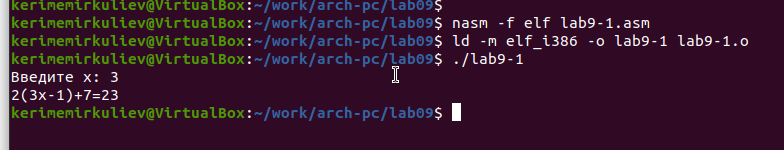 kerimemirkuliev@VirtualBox:~/work/arch-pc/lab09$
kerimemirkuliev@VirtualBox:~/work/arch-pc/lab09$ nasm -f elf lab9-1.asm
kerimemirkuliev@VirtualBox:~/work/arch-pc/lab09$ ld -m elf_i386 -o lab9-1 lab9-1.o
kerimemirkuliev@VirtualBox:~/work/arch-pc/lab09$ ./lab9-1
Введите x: 3
2(3x-1)+7=23
kerimemirkuliev@VirtualBox:~/work/arch-pc/lab09$